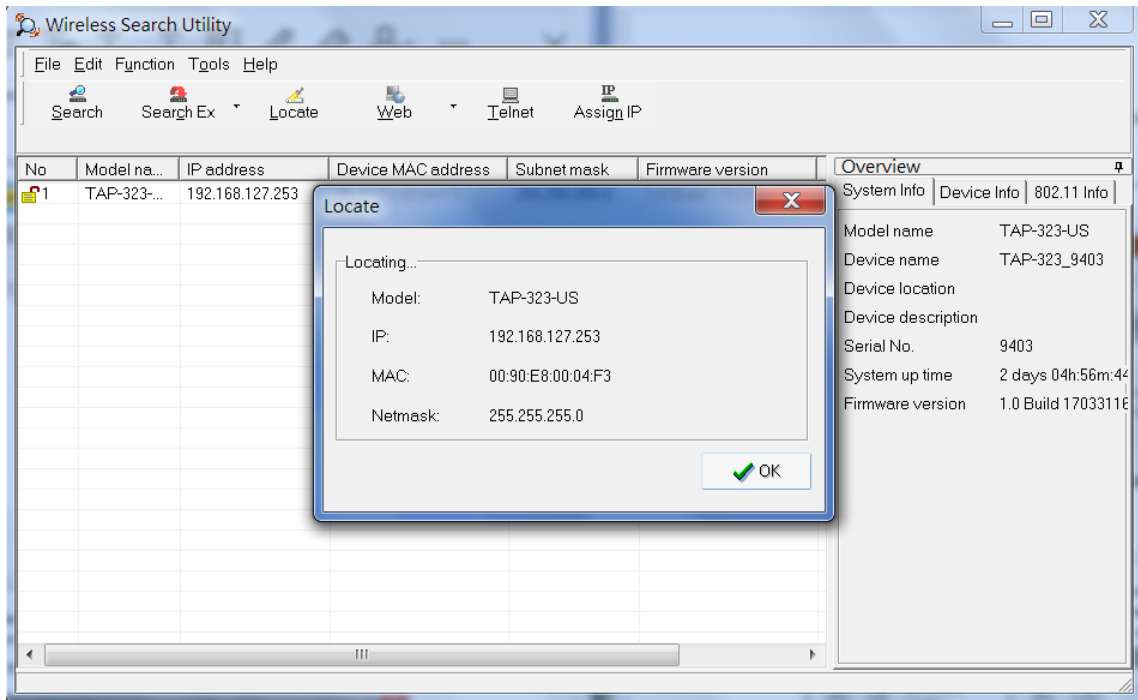 Wireless Search Utility
File Edit Function Tools Help
Search Search Ex Locate Web Telnet Assign IP
IP
No Model na... IP address Device MAC address Subnet mask Firmware version
1 TAP-323-... 192.168.127.253
Locate
Locating...
Model: TAP-323-US
IP: 192.168.127.253
MAC: 00:90:E8:00:04:F3
Netmask: 255.255.255.0
OK
Overview
System Info Device Info 802.11 Info
Model name TAP-323-US
Device name TAP-323_9403
Device location
Device description
Serial No. 9403
System up time 2 days 04h:56m:44
Firmware version 1.0 Build 1703311